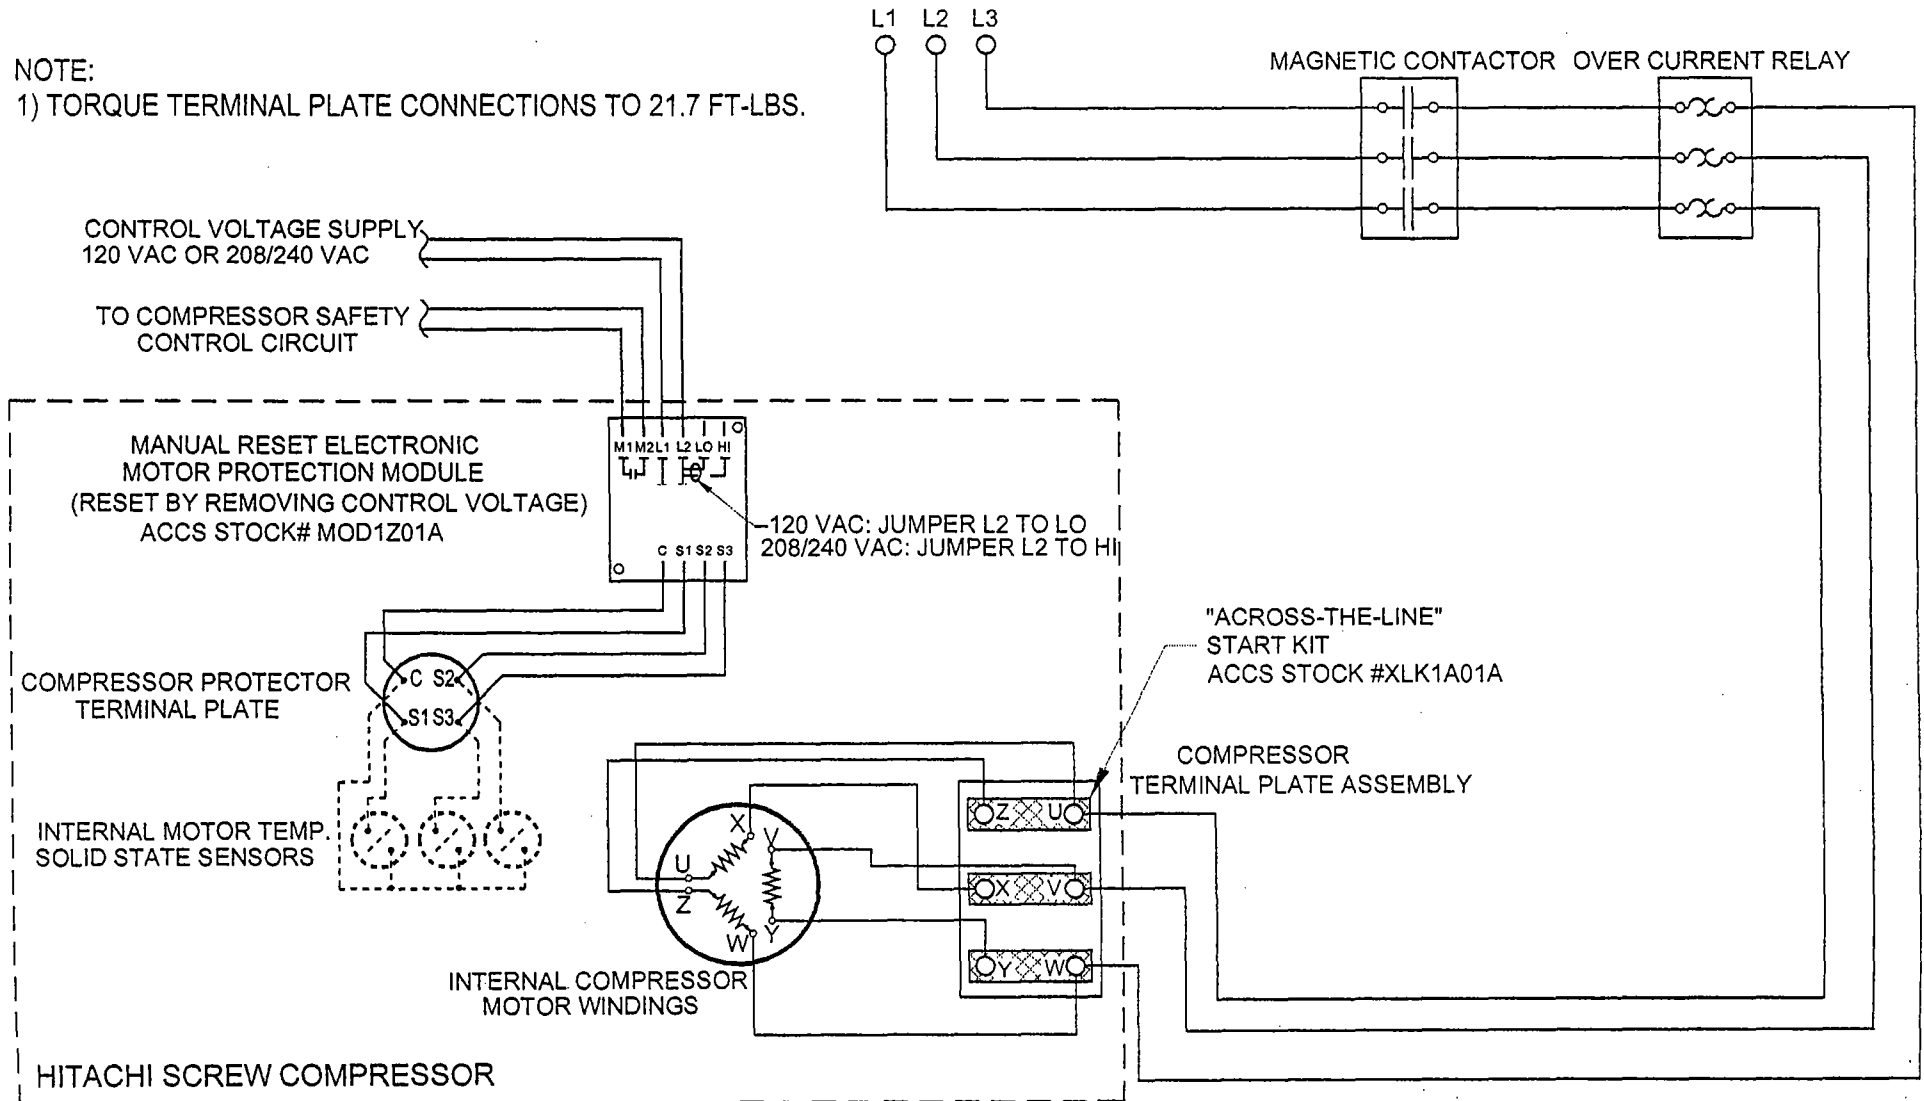 L1 L2 L3
MAGNETIC CONTACTOR OVER CURRENT RELAY
NOTE:
1) TORQUE TERMINAL PLATE CONNECTIONS TO 21.7 FT-LBS.
CONTROL VOLTAGE SUPPLY
120 VAC OR 208/240 VAC
TO COMPRESSOR SAFETY
CONTROL CIRCUIT
MANUAL RESET ELECTRONIC
MOTOR PROTECTION MODULE
(RESET BY REMOVING CONTROL VOLTAGE)
ACCS STOCK# MOD1Z01A
M1 M2 L1 L2 LO HI
120 VAC: JUMPER L2 TO LO
208/240 VAC: JUMPER L2 TO HI
C S1 S2 S3
"ACROSS-THE-LINE"
START KIT
ACCS STOCK #XLK1A01A
COMPRESSOR PROTECTOR
TERMINAL PLATE
C S2
S1 S3
COMPRESSOR
TERMINAL PLATE ASSEMBLY
INTERNAL MOTOR TEMP.
SOLID STATE SENSORS
X V
U
Z
W Y
Z U
X V
Y W
INTERNAL COMPRESSOR
MOTOR WINDINGS
HITACHI SCREW COMPRESSOR